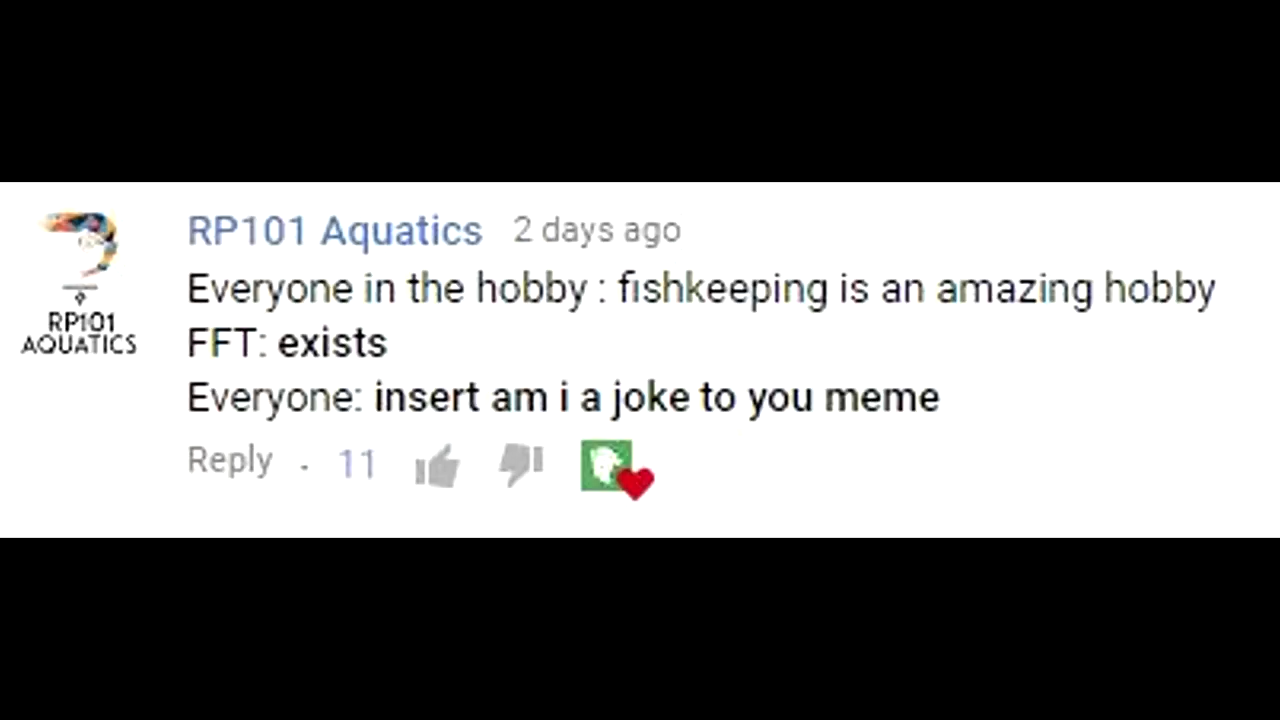 RP101 Aquatics 2 days ago
Everyone in the hobby : fishkeeping is an amazing hobby
FFT: exists
Everyone: insert am i a joke to you meme
Reply · 11
RP101
AQUATICS